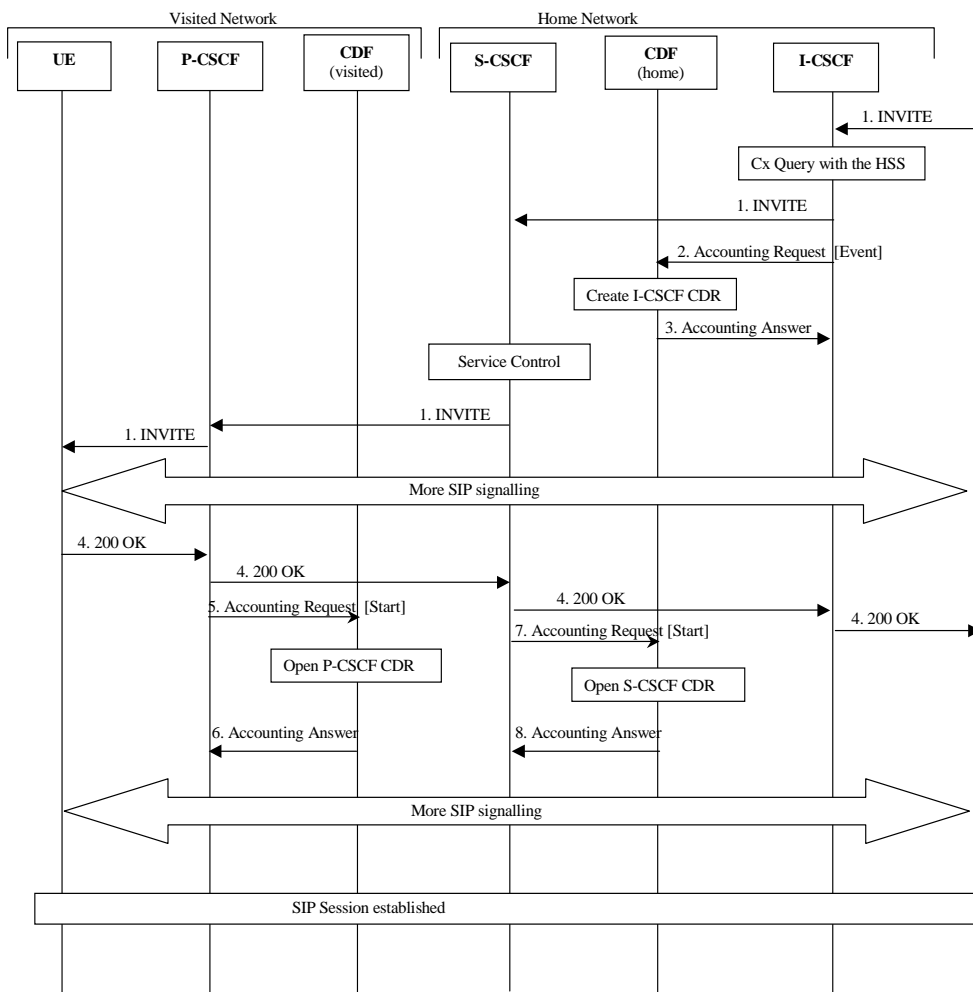 Visited Network
Home Network
UE
P-CSCF
CDF
(visited)
S-CSCF
CDF
(home)
I-CSCF
1. INVITE
Cx Query with the HSS
1. INVITE
2. Accounting Request [Event]
Create I-CSCF CDR
3. Accounting Answer
Service Control
1. INVITE
1. INVITE
More SIP signalling
4. 200 OK
4. 200 OK
4. 200 OK
5. Accounting Request [Start]
4. 200 OK
7. Accounting Request [Start]
Open P-CSCF CDR
Open S-CSCF CDR
6. Accounting Answer
8. Accounting Answer
More SIP signalling
SIP Session established